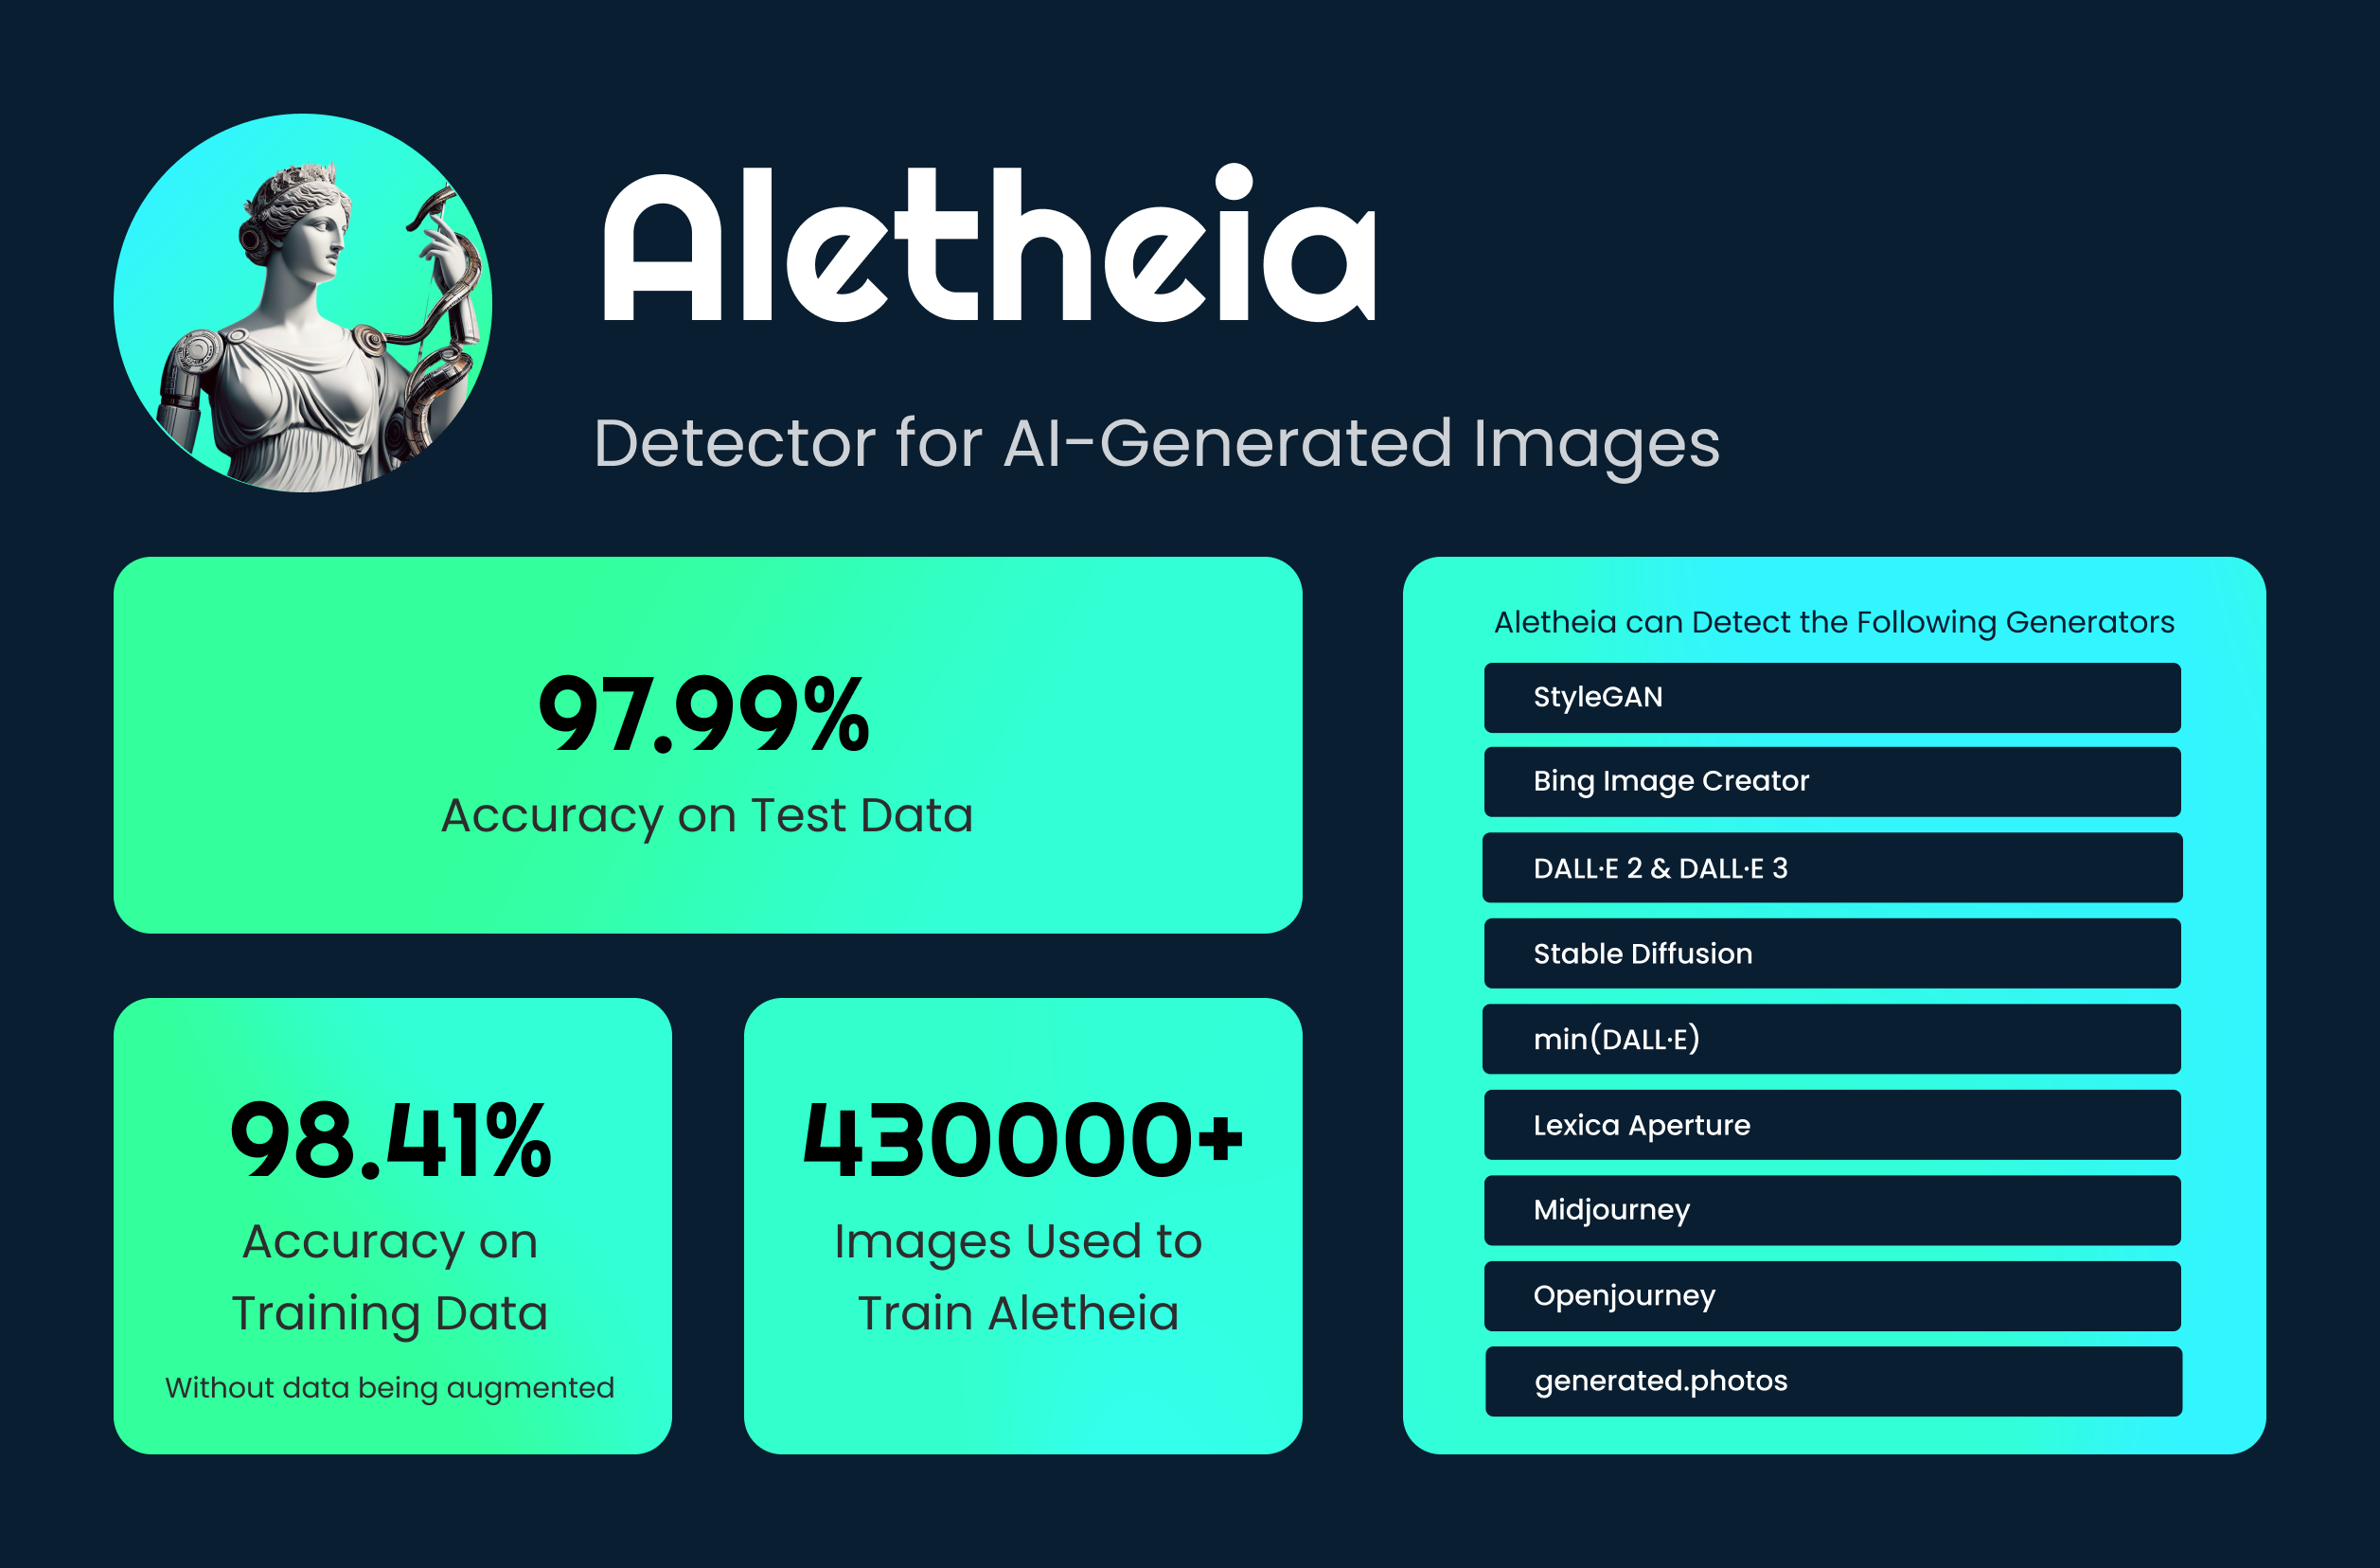 Aletheia
Detector for AI-Generated Images
97.99%
Accuracy on Test Data
98.41%
Accuracy on
Training Data
Without data being augmented
430000+
Images Used to
Train Aletheia
Aletheia can Detect the Following Generators
StyleGAN
Bing Image Creator
DALL·E 2 & DALL·E 3
Stable Diffusion
min(DALL·E)
Lexica Aperture
Midjourney
Openjourney
generated.photos